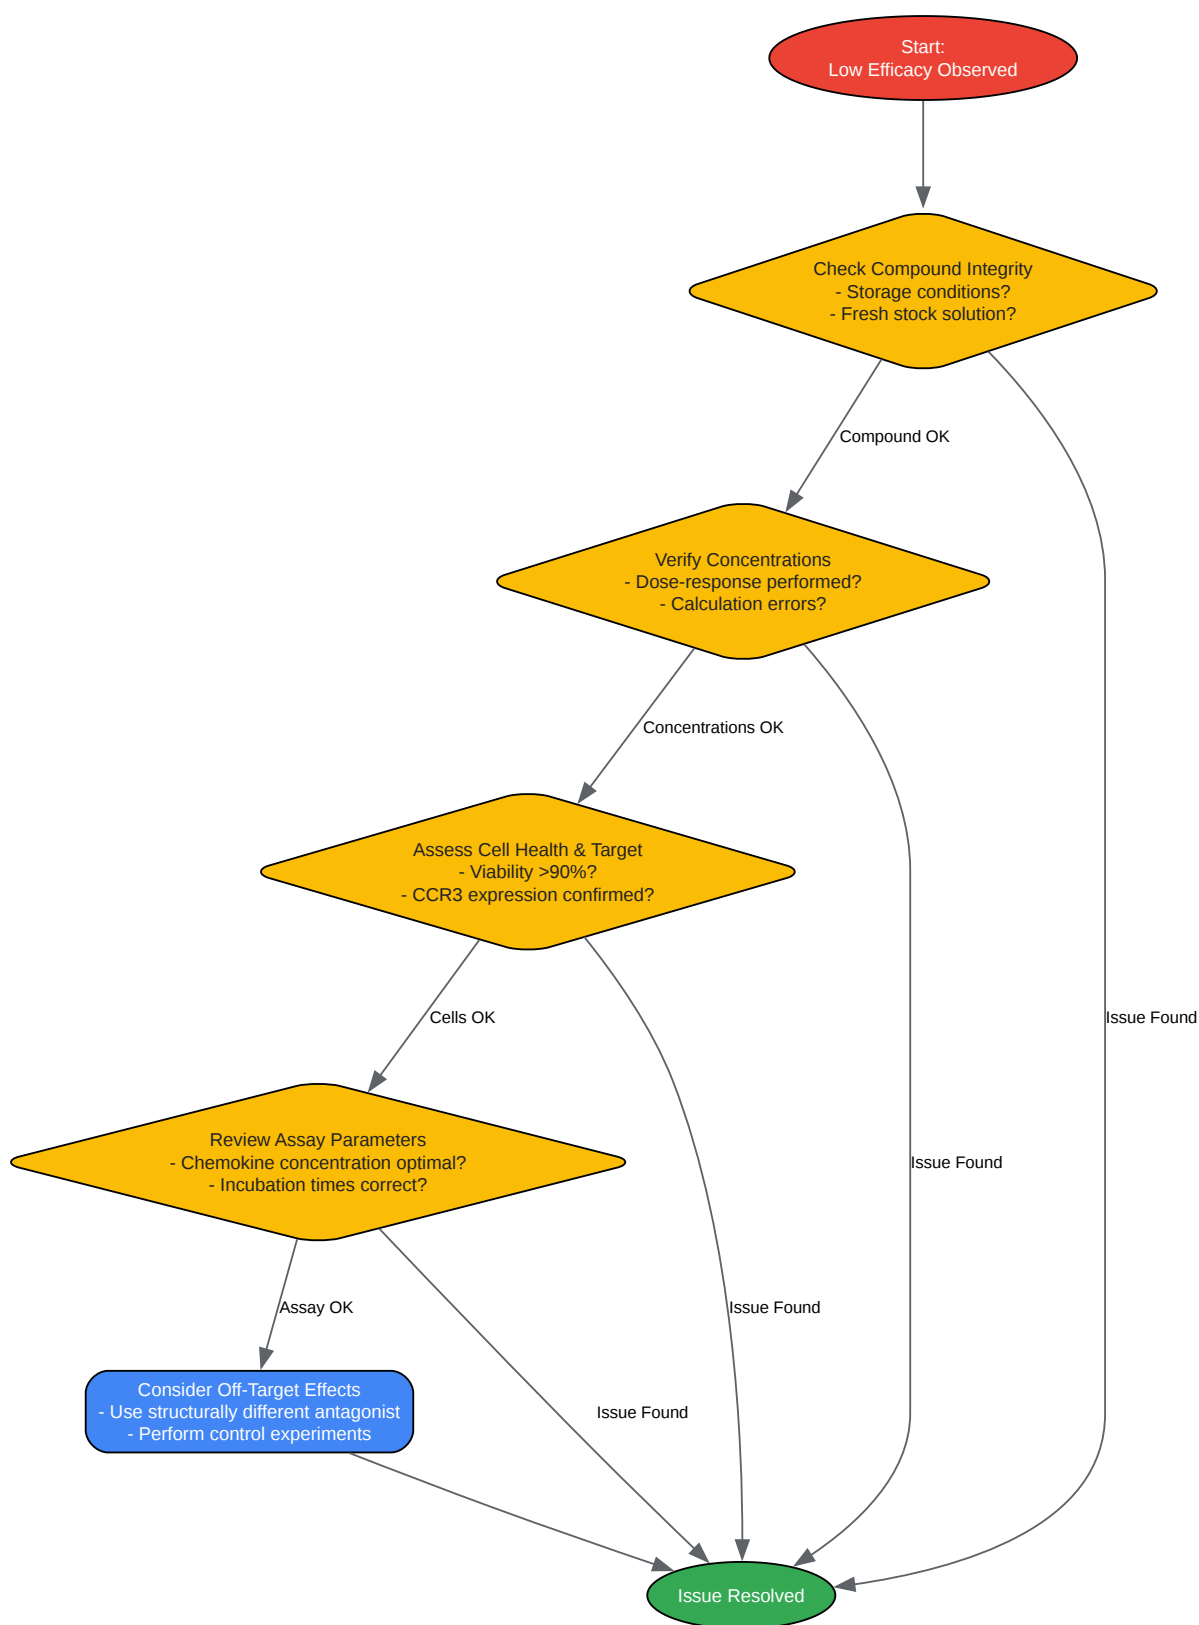 Start:
Low Efficacy Observed
Check Compound Integrity
- Storage conditions?
- Fresh stock solution?
Compound OK
Verify Concentrations
- Dose-response performed?
- Calculation errors?
Concentrations OK
Assess Cell Health & Target
- Viability >90%?
- CCR3 expression confirmed?
Cells OK
Issue Found
Review Assay Parameters
- Chemokine concentration optimal?
- Incubation times correct?
Issue Found
Assay OK
Issue Found
Consider Off-Target Effects
- Use structurally different antagonist
- Perform control experiments
Issue Found
Issue Resolved